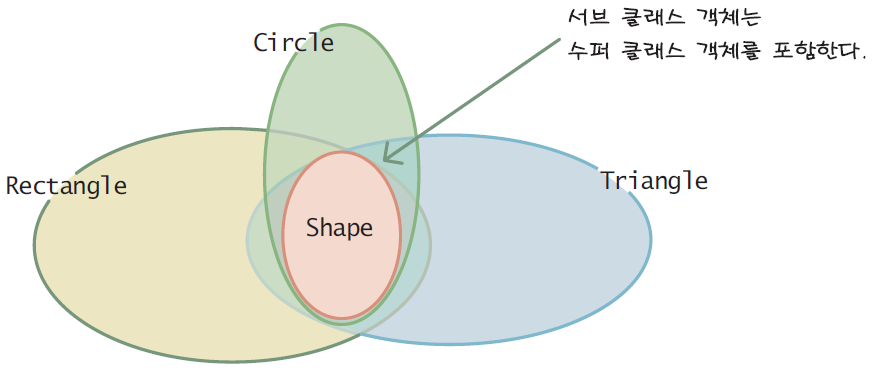 서브 클래스 객체는
수퍼 클래스 객체를 포함한다.
Circle
Rectangle
Triangle
Shape